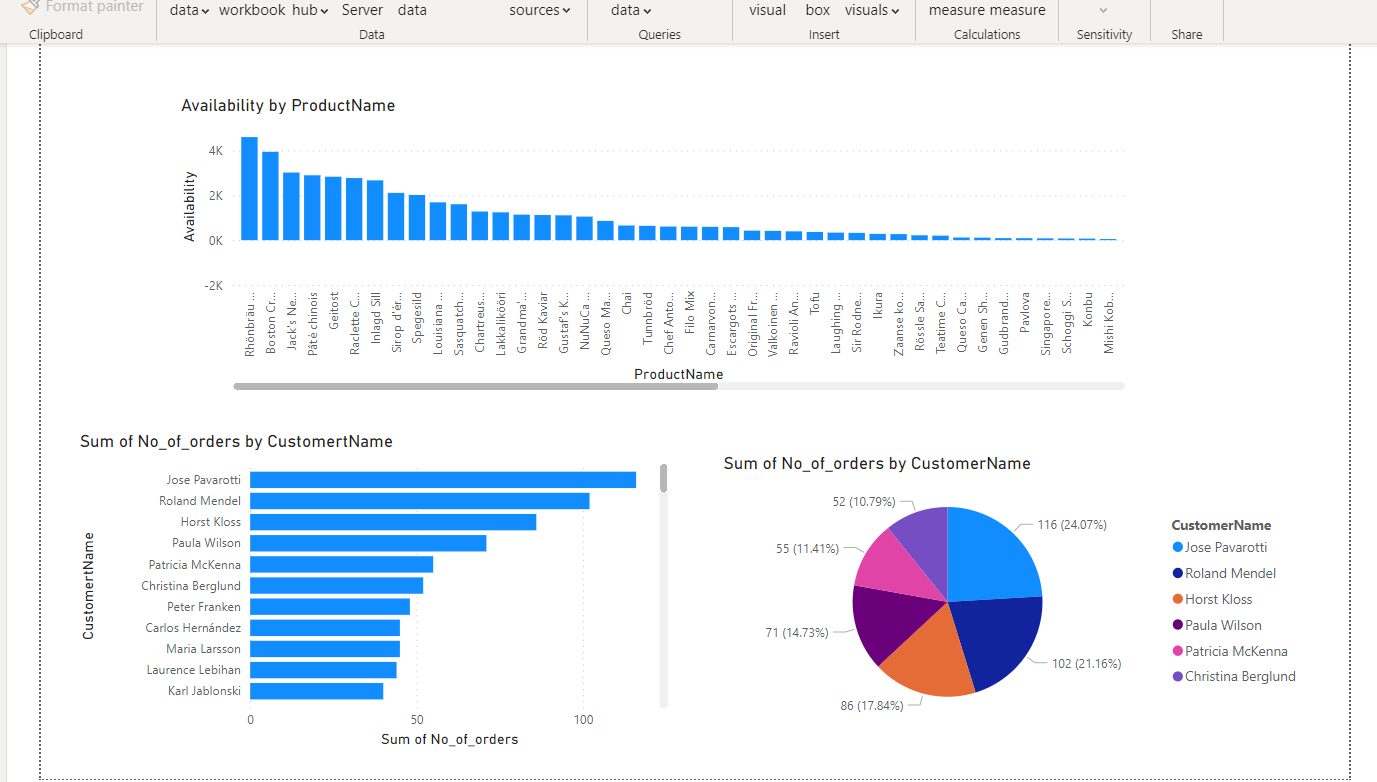 Format painter
data workbook hub Server data sources data visual box visuals measure measure
Clipboard Data Queries Insert Calculations Sensitivity Share
Availability by ProductName
4K
2K
0K
-2K
Availability
Rhönbräu ...
Boston Cr...
Jack's Ne...
Pâté chinois
Geitost
Raclette C...
Inlagd Sill
Sirop d'ér...
Spegesild
Louisiana ...
Sasquatch...
Chartreus...
Lakkalikööri
Grandma'...
Röd Kaviar
Gustaf's K...
NuNuCa ...
Queso Ma...
Chai
Tunnbröd
Chef Anto...
Filo Mix
Carnarvon...
Escargots ...
Original Fr...
Valkoinen ...
Ravioli An...
Tofu
Laughing ...
Sir Rodne...
Ikura
Zaanse ko...
Rössle Sa...
Teatime C...
Queso Ca...
Genen Sh...
Gudbrand...
Pavlova
Singapore...
Schoggi S...
Konbu
Mishi Kob...
ProductName
Sum of No_of_orders by CustomertName
CustomertName
Jose Pavarotti
Roland Mendel
Horst Kloss
Paula Wilson
Patricia McKenna
Christina Berglund
Peter Franken
Carlos Hernández
Maria Larsson
Laurence Lebihan
Karl Jablonski
0 50 100
Sum of No_of_orders
Sum of No_of_orders by CustomerName
52 (10.79%)
116 (24.07%)
55 (11.41%)
71 (14.73%)
102 (21.16%)
86 (17.84%)
CustomerName
Jose Pavarotti
Roland Mendel
Horst Kloss
Paula Wilson
Patricia McKenna
Christina Berglund